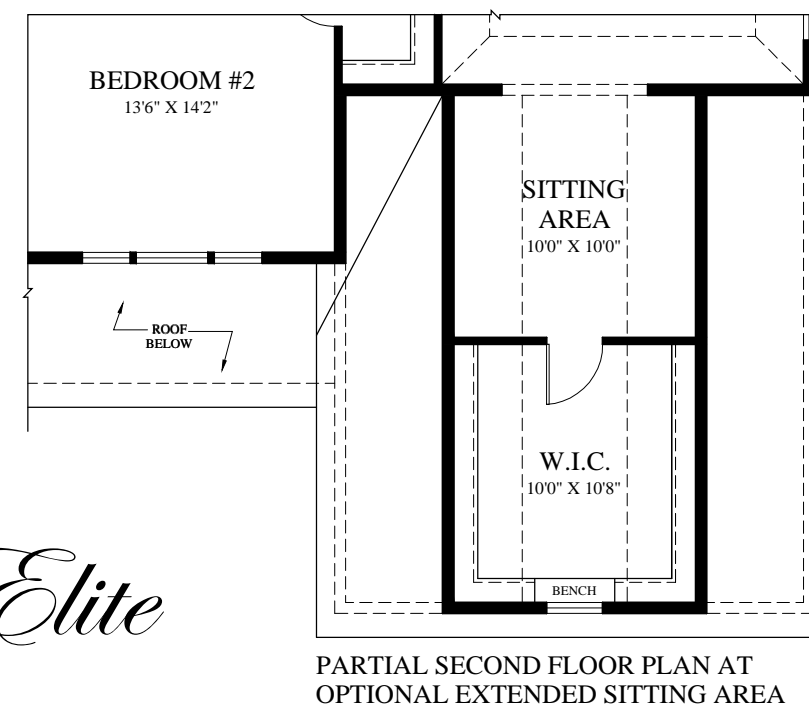 BEDROOM #2
13'6" X 14'2"
SITTING
AREA
10'0" X 10'0"
ROOF
BELOW
W.I.C.
10'0" X 10'8"
BENCH
Elite
PARTIAL SECOND FLOOR PLAN AT
OPTIONAL EXTENDED SITTING AREA